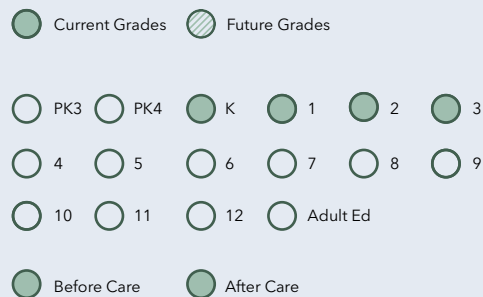 Current Grades Future Grades
PK3 PK4 K 1 2 3
4 5 6 7 8 9
10 11 12 Adult Ed
Before Care After Care